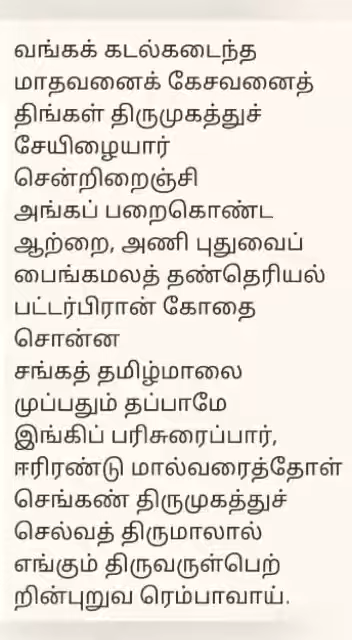 வங்கக் கடல்கடைந்த
மாதவனைக் கேசவனைத்
திங்கள் திருமுகத்துச்
சேயிழையார்
சென்றிறைஞ்சி
அங்கப் பறைகொண்ட
ஆற்றை, அணி புதுவைப்
பைங்கமலத் தண்தெரியல்
பட்டர்பிரான் கோதை
சொன்ன
சங்கத் தமிழ்மாலை
முப்பதும் தப்பாமே
இங்கிப் பரிசுரைப்பார்,
ஈரிரண்டு மால்வரைத்தோள்
செங்கண் திருமுகத்துச்
செல்வத் திருமாலால்
எங்கும் திருவருள்பெற்
றின்புறுவ ரெம்பாவாய்.